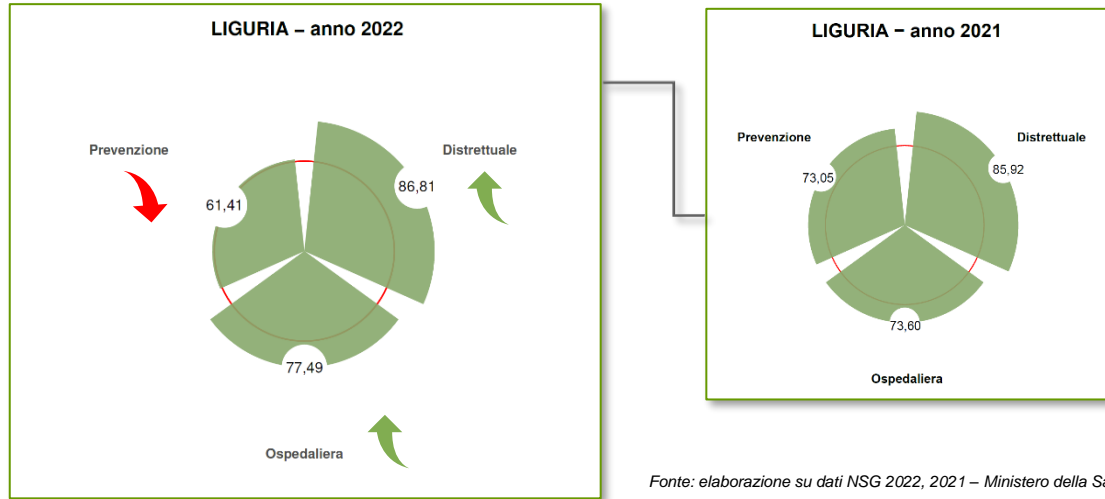 LIGURIA – anno 2022
Prevenzione
Distrettuale
86,81
61,41
77,49
Ospedaliera
LIGURIA – anno 2021
Prevenzione
Distrettuale
73,05
85,92
73,60
Ospedaliera
Fonte: elaborazione su dati NSG 2022, 2021 – Ministero della